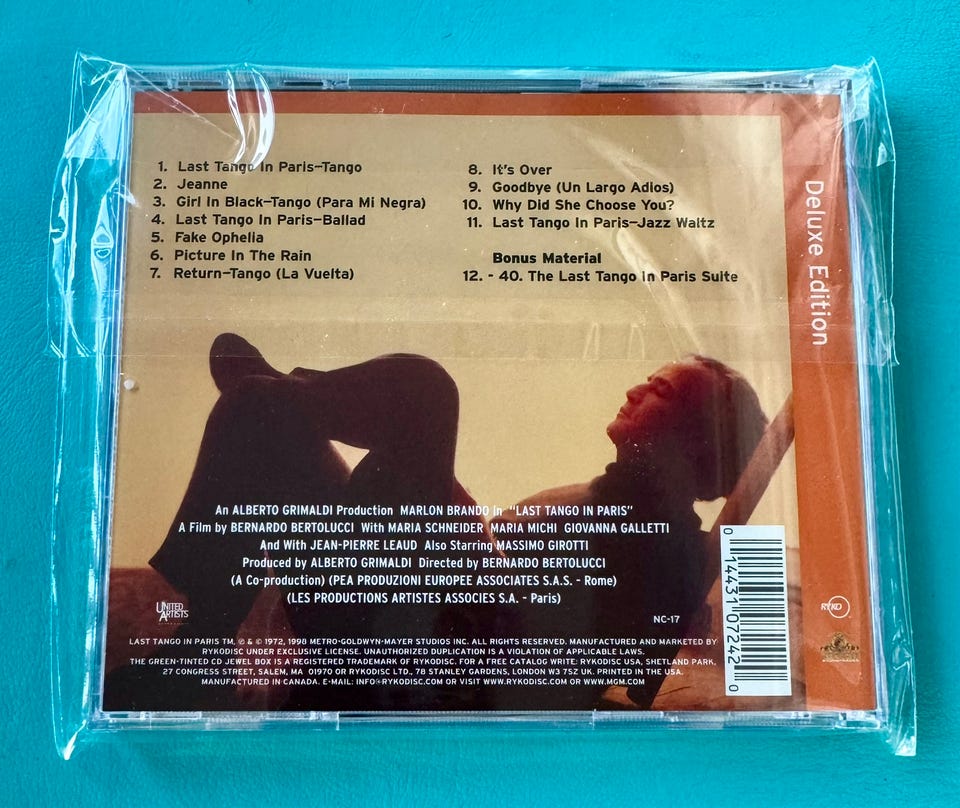 1. Last Tango In Paris—Tango
2. Jeanne
3. Girl In Black—Tango (Para Mi Negra)
4. Last Tango In Paris—Ballad
5. Fake Ophelia
6. Picture In The Rain
7. Return—Tango (La Vuelta)
8. It's Over
9. Goodbye (Un Largo Adios)
10. Why Did She Choose You?
11. Last Tango In Paris—Jazz Waltz
Bonus Material
12. - 40. The Last Tango In Paris Suite
Deluxe Edition
An ALBERTO GRIMALDI Production MARLON BRANDO In "LAST TANGO IN PARIS"
A Film by BERNARDO BERTOLUCCI With MARIA SCHNEIDER MARIA MICHI GIOVANNA GALLETTI
And With JEAN-PIERRE LEAUD Also Starring MASSIMO GIROTTI
Produced by ALBERTO GRIMALDI Directed by BERNARDO BERTOLUCCI
(A Co-production) (PEA PRODUZIONI EUROPEE ASSOCIATES S.A.S. - Rome)
(LES PRODUCTIONS ARTISTES ASSOCIES S.A. - Paris)
UNITED
ARTISTS
NC-17
LAST TANGO IN PARIS TM, ℗ & © 1972, 1998 METRO-GOLDWYN-MAYER STUDIOS INC. ALL RIGHTS RESERVED. MANUFACTURED AND MARKETED BY
RYKODISC UNDER EXCLUSIVE LICENSE. UNAUTHORIZED DUPLICATION IS A VIOLATION OF APPLICABLE LAWS.
THE GREEN-TINTED CD JEWEL BOX IS A REGISTERED TRADEMARK OF RYKODISC. FOR A FREE CATALOG WRITE: RYKODISC USA, SHETLAND PARK,
27 CONGRESS STREET, SALEM, MA 01970 OR RYKODISC LTD., 78 STANLEY GARDENS, LONDON W3 7SZ UK. PRINTED IN THE USA.
MANUFACTURED IN CANADA. E-MAIL: INFO@RYKODISC.COM OR VISIT WWW.RYKODISC.COM OR WWW.MGM.COM
0 14431 07242 0
RYKO